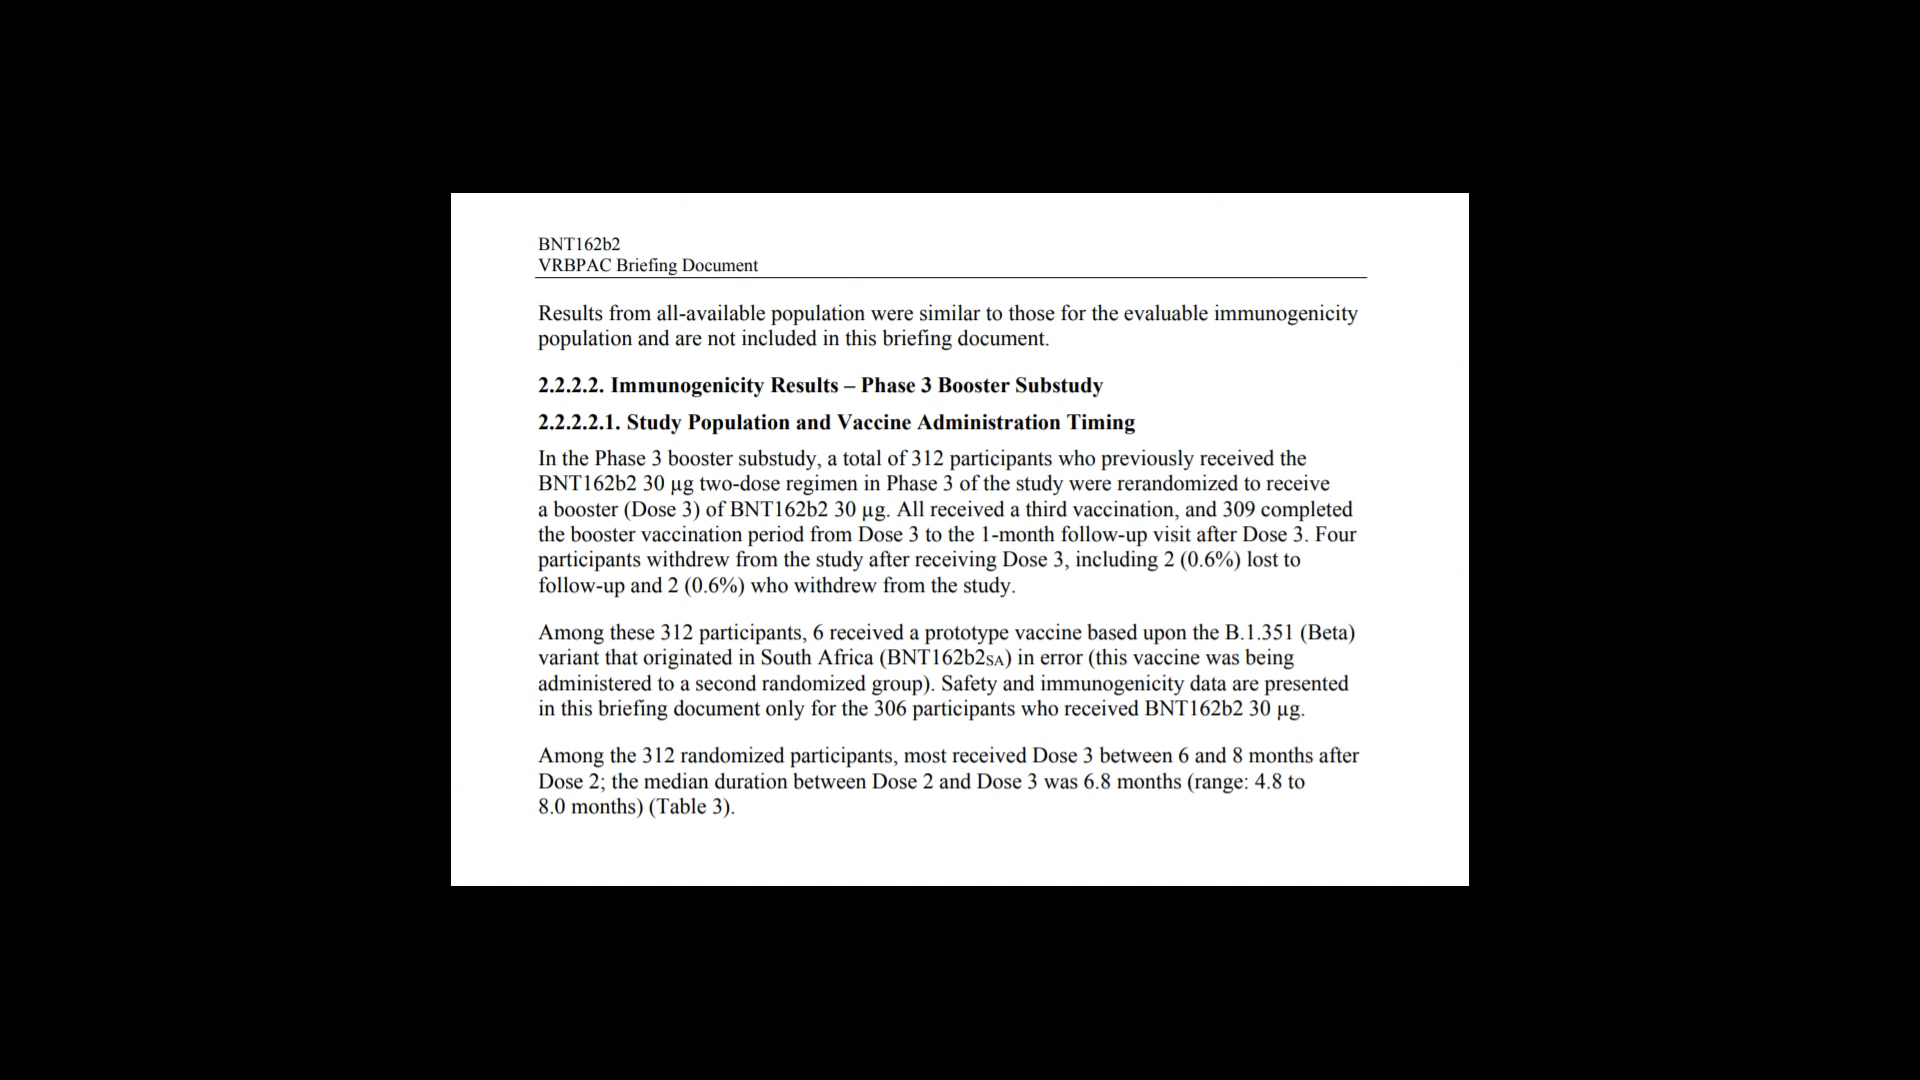 BNT162b2
VRBPAC Briefing Document
Results from all-available population were similar to those for the evaluable immunogenicity
population and are not included in this briefing document.
2.2.2.2. Immunogenicity Results – Phase 3 Booster Substudy
2.2.2.2.1. Study Population and Vaccine Administration Timing
In the Phase 3 booster substudy, a total of 312 participants who previously received the
BNT162b2 30 µg two-dose regimen in Phase 3 of the study were rerandomized to receive
a booster (Dose 3) of BNT162b2 30 µg. All received a third vaccination, and 309 completed
the booster vaccination period from Dose 3 to the 1-month follow-up visit after Dose 3. Four
participants withdrew from the study after receiving Dose 3, including 2 (0.6%) lost to
follow-up and 2 (0.6%) who withdrew from the study.
Among these 312 participants, 6 received a prototype vaccine based upon the B.1.351 (Beta)
variant that originated in South Africa (BNT162b2SA) in error (this vaccine was being
administered to a second randomized group). Safety and immunogenicity data are presented
in this briefing document only for the 306 participants who received BNT162b2 30 µg.
Among the 312 randomized participants, most received Dose 3 between 6 and 8 months after
Dose 2; the median duration between Dose 2 and Dose 3 was 6.8 months (range: 4.8 to
8.0 months) (Table 3).